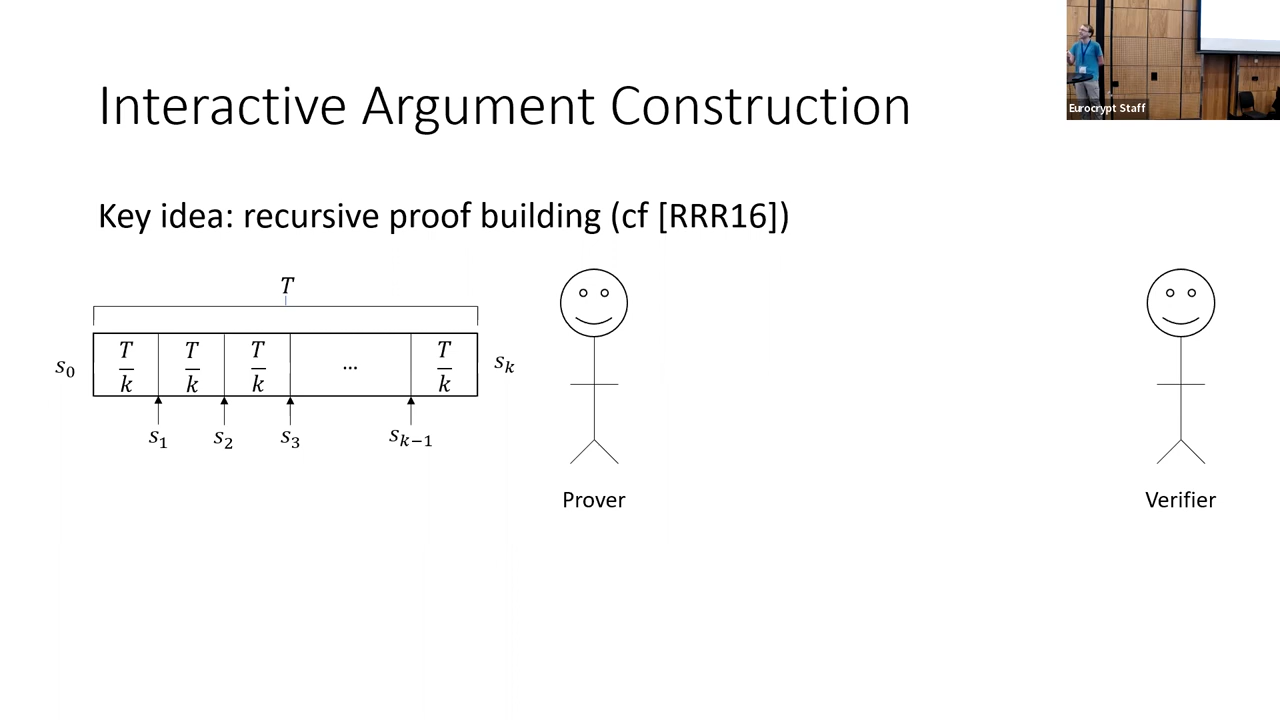 Eurocrypt Staff
Interactive Argument Construction
Key idea: recursive proof building (cf [RRR16])
T
s₀ T/k T/k T/k ... T/k sₖ
s₁ s₂ s₃ sₖ₋₁
Prover
Verifier